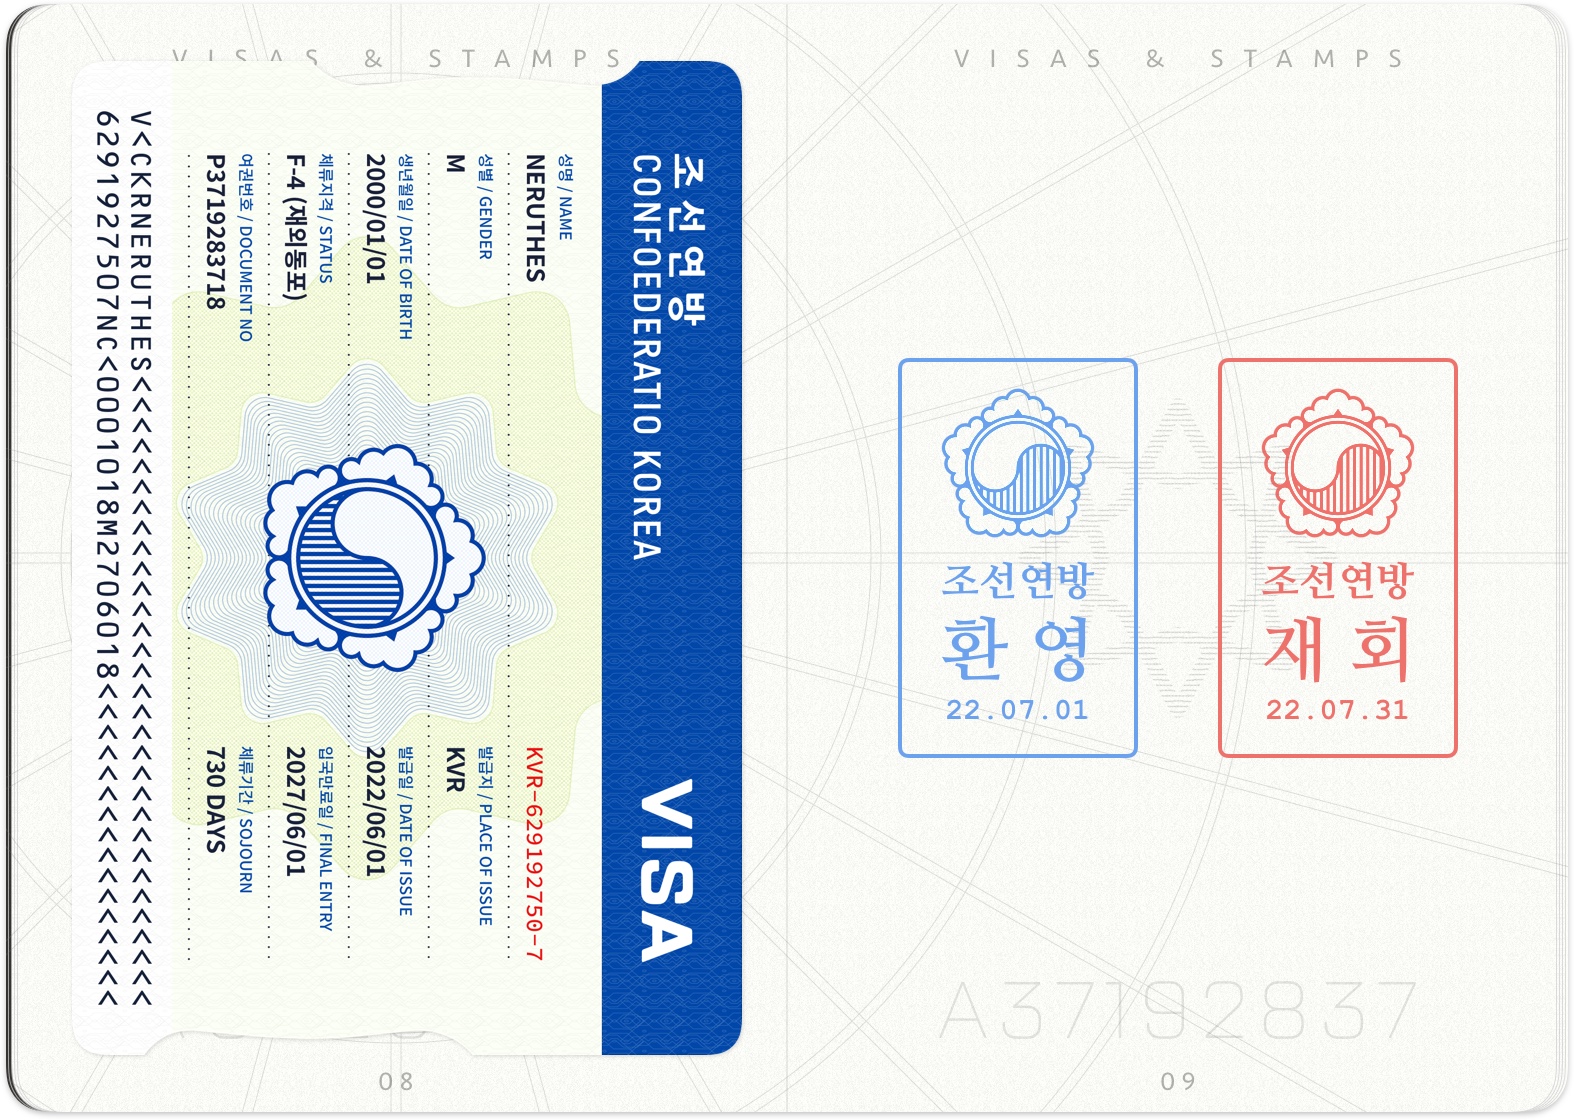 VISAS & STAMPS
조선연방
CONFOEDERATIO KOREA
VISA
성명 / NAME
NERUTHES
KVR-629192750-7
성별 / GENDER
M
발급지 / PLACE OF ISSUE
KVR
생년월일 / DATE OF BIRTH
2000/01/01
발급일 / DATE OF ISSUE
2022/06/01
체류지격 / STATUS
F-4 (재외동포)
입국만료일 / FINAL ENTRY
2027/06/01
여권번호 / DOCUMENT NO
P3719283718
체류기간 / SOJOURN
730 DAYS
V<CKRNERUTHES<<<<<<<<<<<<<<<<<<<<<<<<<<<<<<<
6291927507NC<0001018M2706018<<<<<<<<<<<<<<<<
08
VISAS & STAMPS
조선연방
환영
22.07.01
조선연방
재회
22.07.31
A37192837
09